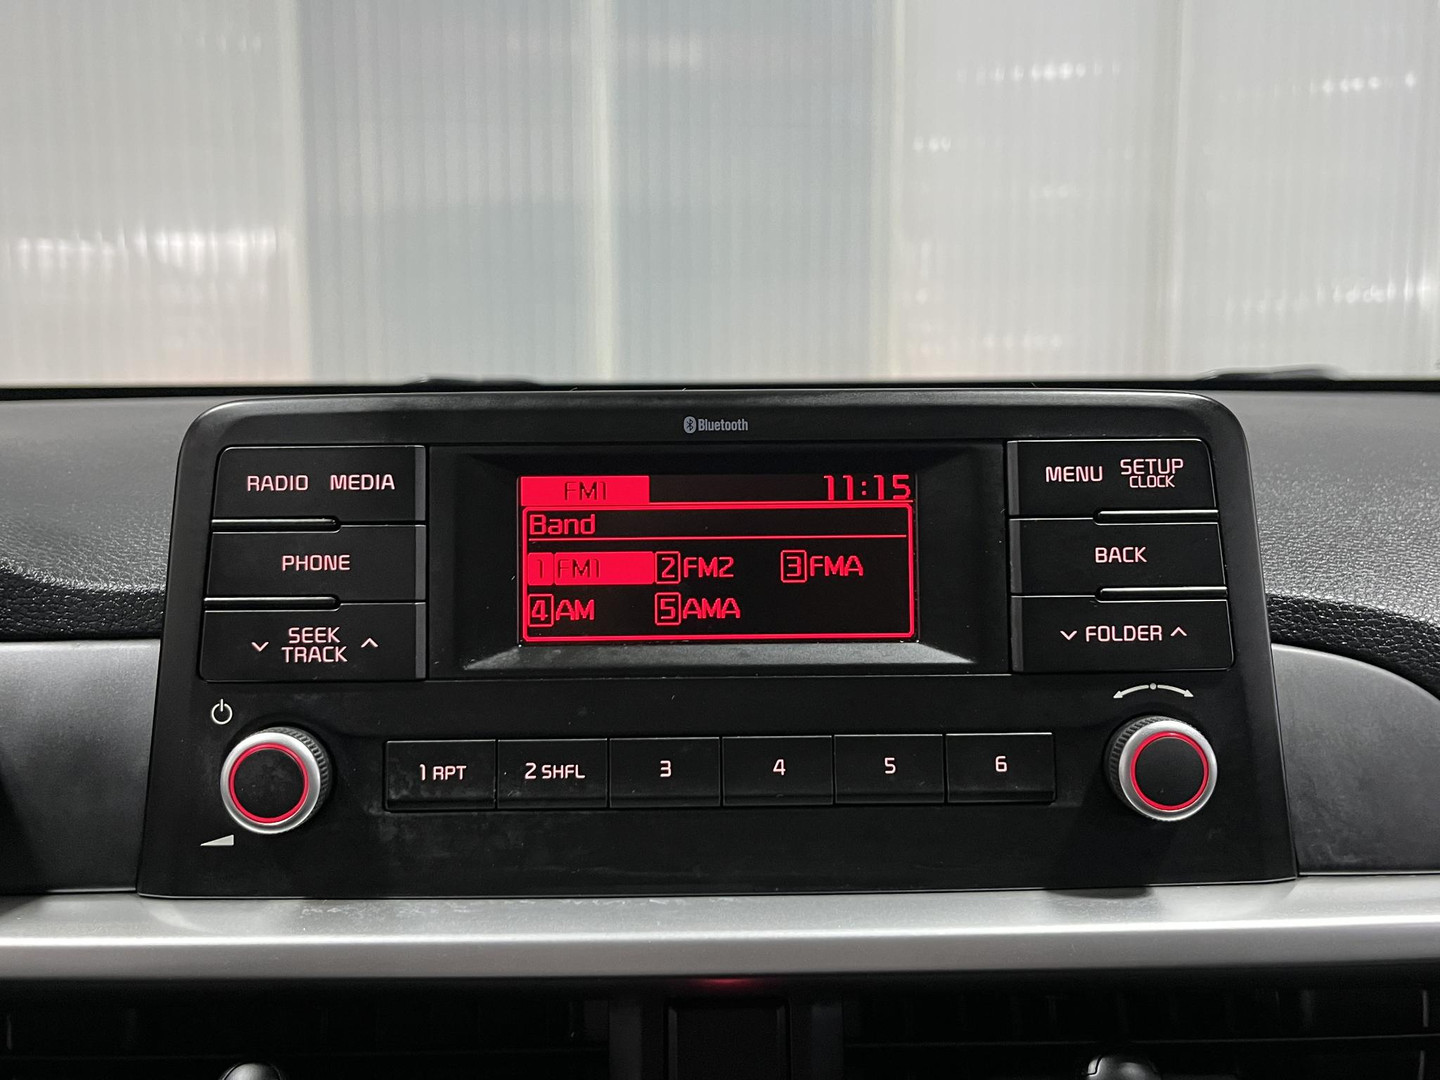 Bluetooth
RADIO MEDIA
PHONE
SEEK
TRACK
FM1 11:15
Band
1 FM1 2 FM2 3 FMA
4 AM 5 AMA
MENU SETUP
CLOCK
BACK
FOLDER
1 RPT 2 SHFL 3 4 5 6